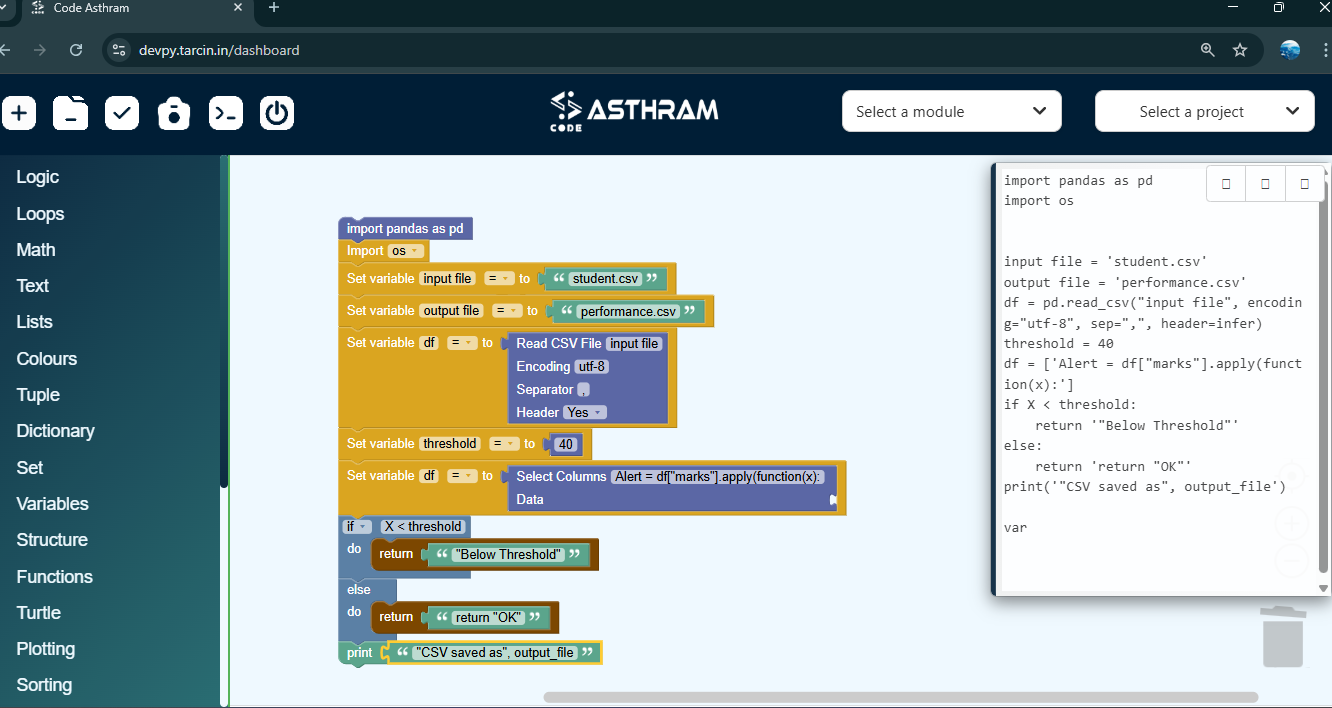 Code Asthram
devpy.tarcin.in/dashboard
ASTHRAM
CODE
Select a module
Select a project
Logic
Loops
Math
Text
Lists
Colours
Tuple
Dictionary
Set
Variables
Structure
Functions
Turtle
Plotting
Sorting
import pandas as pd
Import os
Set variable input file = to “ student.csv ”
Set variable output file = to “ performance.csv ”
Set variable df = to Read CSV File input file
Encoding utf-8
Separator ,
Header Yes
Set variable threshold = to 40
Set variable df = to Select Columns Alert = df["marks"].apply(function(x):
Data
if X < threshold
do return “ "Below Threshold" ”
else
do return “ return "OK" ”
print “ "CSV saved as", output_file ”
import pandas as pd
import os
input file = 'student.csv'
output file = 'performance.csv'
df = pd.read_csv("input file", encodin
g="utf-8", sep=",", header=infer)
threshold = 40
df = ['Alert = df["marks"].apply(funct
ion(x):']
if X < threshold:
return '"Below Threshold"'
else:
return 'return "OK"'
print('"CSV saved as", output_file')
var